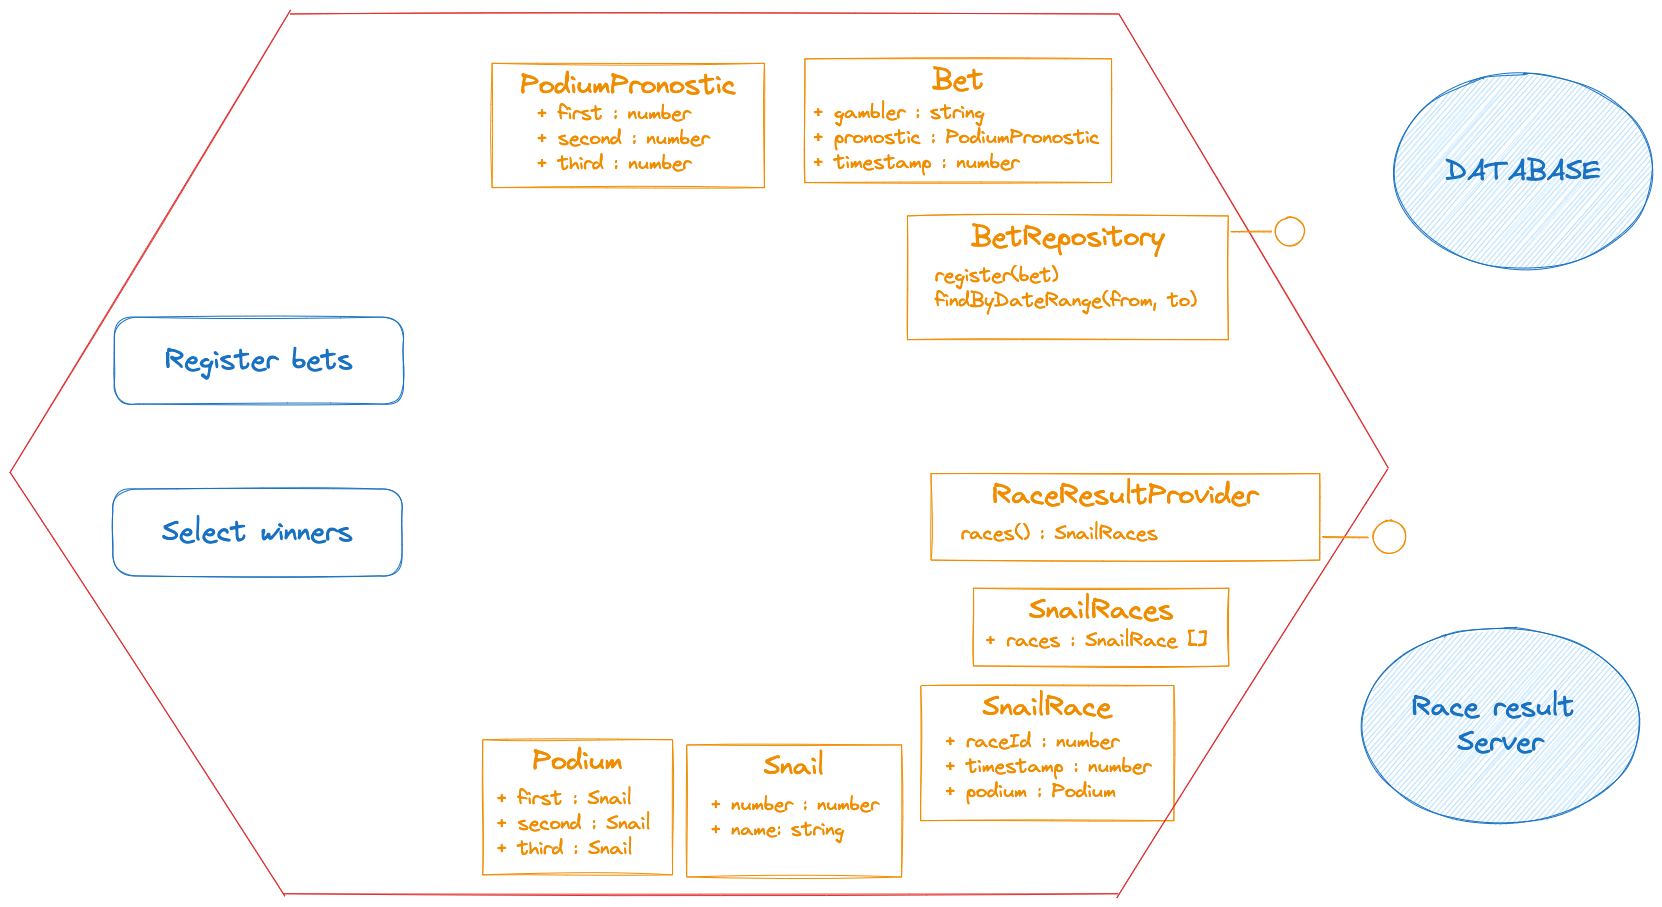 PodiumPronostic
+ first : number
+ second : number
+ third : number
Bet
+ gambler : string
+ pronostic : PodiumPronostic
+ timestamp : number
DATABASE
BetRepository
register(bet)
findByDateRange(from, to)
Register bets
Select winners
RaceResultProvider
races() : SnailRaces
SnailRaces
+ races : SnailRace []
SnailRace
+ raceId : number
+ timestamp : number
+ podium : Podium
Race result
Server
Podium
+ first : Snail
+ second : Snail
+ third : Snail
Snail
+ number : number
+ name: string